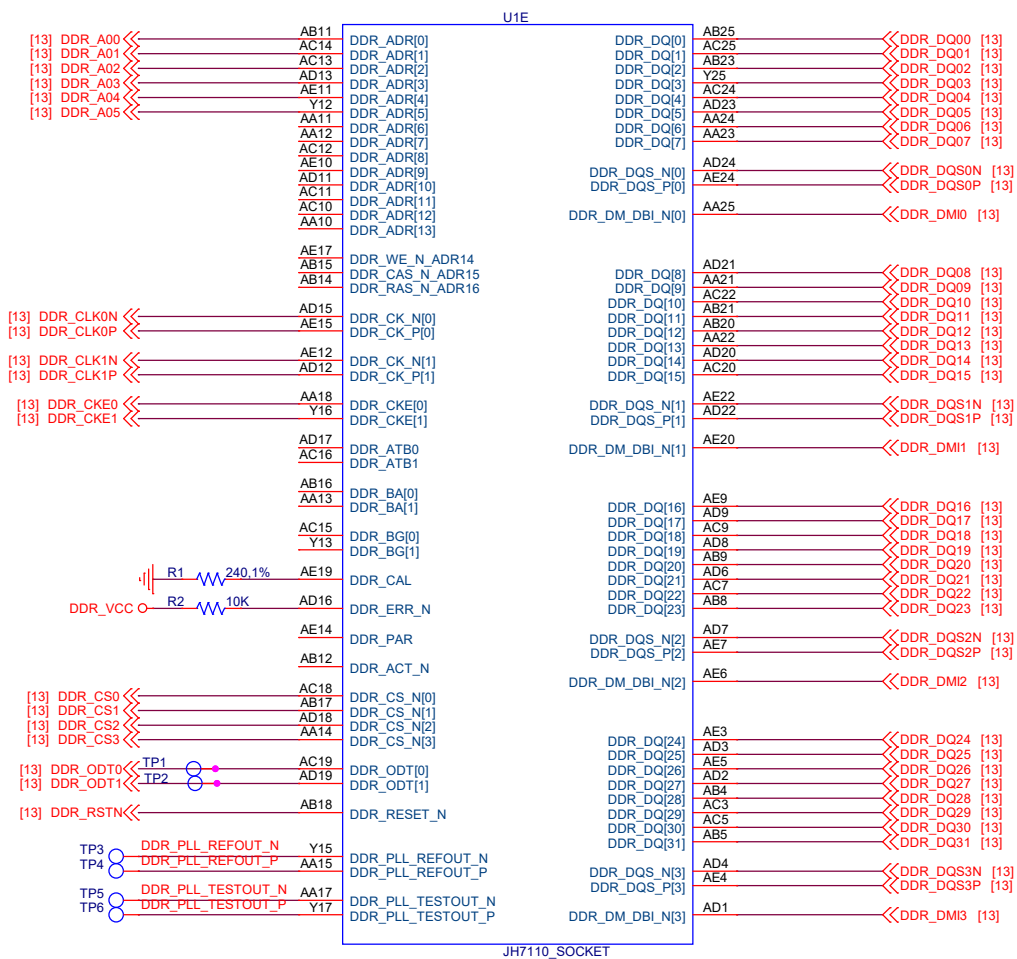 U1E
[13] DDR_A00 AB11 DDR_ADR[0] DDR_DQ[0] AB25 DDR_DQ00 [13]
[13] DDR_A01 AC14 DDR_ADR[1] DDR_DQ[1] AC25 DDR_DQ01 [13]
[13] DDR_A02 AC13 DDR_ADR[2] DDR_DQ[2] AB23 DDR_DQ02 [13]
[13] DDR_A03 AD13 DDR_ADR[3] DDR_DQ[3] Y25 DDR_DQ03 [13]
[13] DDR_A04 AE11 DDR_ADR[4] DDR_DQ[4] AC24 DDR_DQ04 [13]
[13] DDR_A05 Y12 DDR_ADR[5] DDR_DQ[5] AD23 DDR_DQ05 [13]
AA11 DDR_ADR[6] DDR_DQ[6] AA24 DDR_DQ06 [13]
AA12 DDR_ADR[7] DDR_DQ[7] AA23 DDR_DQ07 [13]
AC12 DDR_ADR[8]
AE10 DDR_ADR[9] DDR_DQS_N[0] AD24 DDR_DQS0N [13]
AD11 DDR_ADR[10] DDR_DQS_P[0] AE24 DDR_DQS0P [13]
AC11 DDR_ADR[11]
AC10 DDR_ADR[12] DDR_DM_DBI_N[0] AA25 DDR_DMI0 [13]
AA10 DDR_ADR[13]
AE17 DDR_WE_N_ADR14
AB15 DDR_CAS_N_ADR15 DDR_DQ[8] AD21 DDR_DQ08 [13]
AB14 DDR_RAS_N_ADR16 DDR_DQ[9] AA21 DDR_DQ09 [13]
DDR_DQ[10] AC22 DDR_DQ10 [13]
[13] DDR_CLK0N AD15 DDR_CK_N[0] DDR_DQ[11] AB21 DDR_DQ11 [13]
[13] DDR_CLK0P AE15 DDR_CK_P[0] DDR_DQ[12] AB20 DDR_DQ12 [13]
DDR_DQ[13] AA22 DDR_DQ13 [13]
[13] DDR_CLK1N AE12 DDR_CK_N[1] DDR_DQ[14] AD20 DDR_DQ14 [13]
[13] DDR_CLK1P AD12 DDR_CK_P[1] DDR_DQ[15] AC20 DDR_DQ15 [13]
[13] DDR_CKE0 AA18 DDR_CKE[0] DDR_DQS_N[1] AE22 DDR_DQS1N [13]
[13] DDR_CKE1 Y16 DDR_CKE[1] DDR_DQS_P[1] AD22 DDR_DQS1P [13]
AD17 DDR_ATB0 DDR_DM_DBI_N[1] AE20 DDR_DMI1 [13]
AC16 DDR_ATB1
AB16 DDR_BA[0]
AA13 DDR_BA[1] DDR_DQ[16] AE9 DDR_DQ16 [13]
DDR_DQ[17] AD9 DDR_DQ17 [13]
AC15 DDR_BG[0] DDR_DQ[18] AC9 DDR_DQ18 [13]
Y13 DDR_BG[1] DDR_DQ[19] AD8 DDR_DQ19 [13]
DDR_DQ[20] AB9 DDR_DQ20 [13]
R1 240,1% AE19 DDR_CAL DDR_DQ[21] AD6 DDR_DQ21 [13]
DDR_DQ[22] AC7 DDR_DQ22 [13]
DDR_VCC R2 10K AD16 DDR_ERR_N DDR_DQ[23] AB8 DDR_DQ23 [13]
AE14 DDR_PAR DDR_DQS_N[2] AD7 DDR_DQS2N [13]
DDR_DQS_P[2] AE7 DDR_DQS2P [13]
AB12 DDR_ACT_N
DDR_DM_DBI_N[2] AE6 DDR_DMI2 [13]
[13] DDR_CS0 AC18 DDR_CS_N[0]
[13] DDR_CS1 AB17 DDR_CS_N[1]
[13] DDR_CS2 AD18 DDR_CS_N[2]
[13] DDR_CS3 AA14 DDR_CS_N[3] DDR_DQ[24] AE3 DDR_DQ24 [13]
DDR_DQ[25] AD3 DDR_DQ25 [13]
[13] DDR_ODT0 TP1 AC19 DDR_ODT[0] DDR_DQ[26] AE5 DDR_DQ26 [13]
[13] DDR_ODT1 TP2 AD19 DDR_ODT[1] DDR_DQ[27] AD2 DDR_DQ27 [13]
DDR_DQ[28] AB4 DDR_DQ28 [13]
[13] DDR_RSTN AB18 DDR_RESET_N DDR_DQ[29] AC3 DDR_DQ29 [13]
DDR_DQ[30] AC5 DDR_DQ30 [13]
DDR_DQ[31] AB5 DDR_DQ31 [13]
TP3 DDR_PLL_REFOUT_N Y15 DDR_PLL_REFOUT_N
TP4 DDR_PLL_REFOUT_P AA15 DDR_PLL_REFOUT_P DDR_DQS_N[3] AD4 DDR_DQS3N [13]
DDR_DQS_P[3] AE4 DDR_DQS3P [13]
TP5 DDR_PLL_TESTOUT_N AA17 DDR_PLL_TESTOUT_N
TP6 DDR_PLL_TESTOUT_P Y17 DDR_PLL_TESTOUT_P DDR_DM_DBI_N[3] AD1 DDR_DMI3 [13]
JH7110_SOCKET